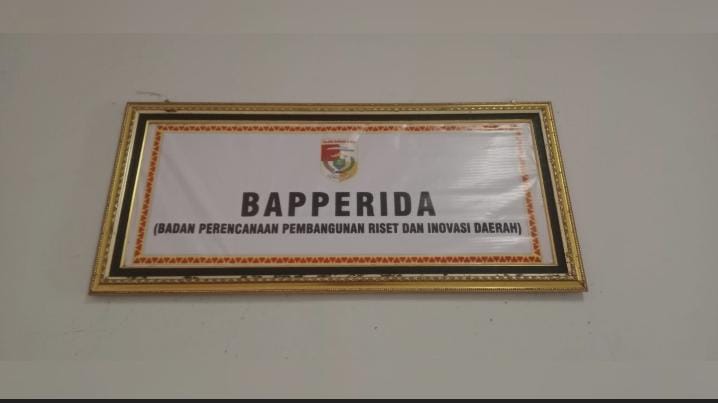 BAPPERIDA
(BADAN PERENCANAAN PEMBANGUNAN RISET DAN INOVASI DAERAH)